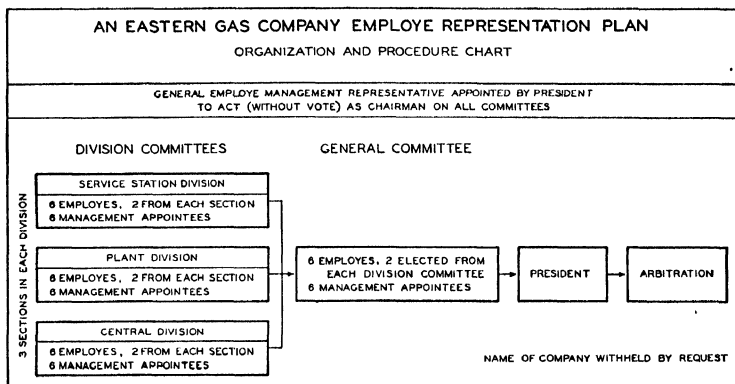 AN EASTERN GAS COMPANY EMPLOYE REPRESENTATION PLAN
ORGANIZATION AND PROCEDURE CHART
GENERAL EMPLOYE MANAGEMENT REPRESENTATIVE APPOINTED BY PRESIDENT
TO ACT (WITHOUT VOTE) AS CHAIRMAN ON ALL COMMITTEES
DIVISION COMMITTEES
GENERAL COMMITTEE
3 SECTIONS IN EACH DIVISION
SERVICE STATION DIVISION
6 EMPLOYES, 2 FROM EACH SECTION
6 MANAGEMENT APPOINTEES
PLANT DIVISION
6 EMPLOYES, 2 FROM EACH SECTION
6 MANAGEMENT APPOINTEES
CENTRAL DIVISION
6 EMPLOYES, 2 FROM EACH SECTION
6 MANAGEMENT APPOINTEES
6 EMPLOYES, 2 ELECTED FROM
EACH DIVISION COMMITTEE
6 MANAGEMENT APPOINTEES
PRESIDENT
ARBITRATION
NAME OF COMPANY WITHHELD BY REQUEST